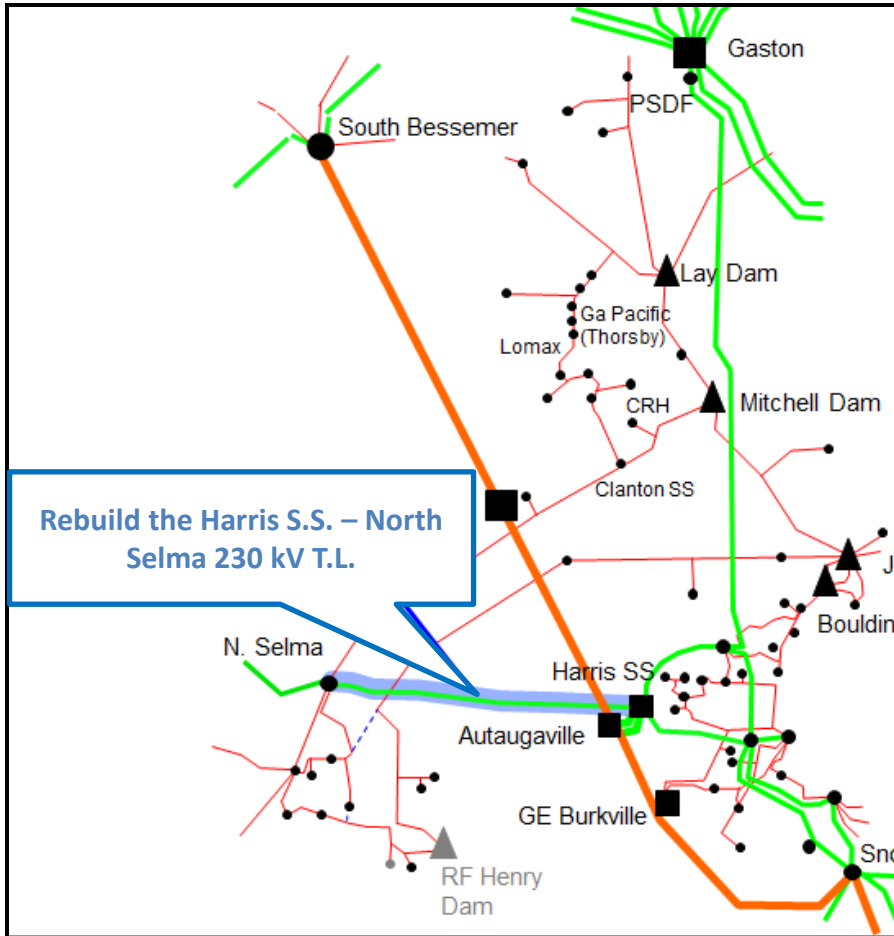 Gaston
PSDF
South Bessemer
Lay Dam
Ga Pacific
(Thorsby)
Lomax
CRH
Mitchell Dam
Clanton SS
Rebuild the Harris S.S. – North
Selma 230 kV T.L.
J
Bouldin
N. Selma
Harris SS
Autaugaville
GE Burkville
Sno
RF Henry
Dam